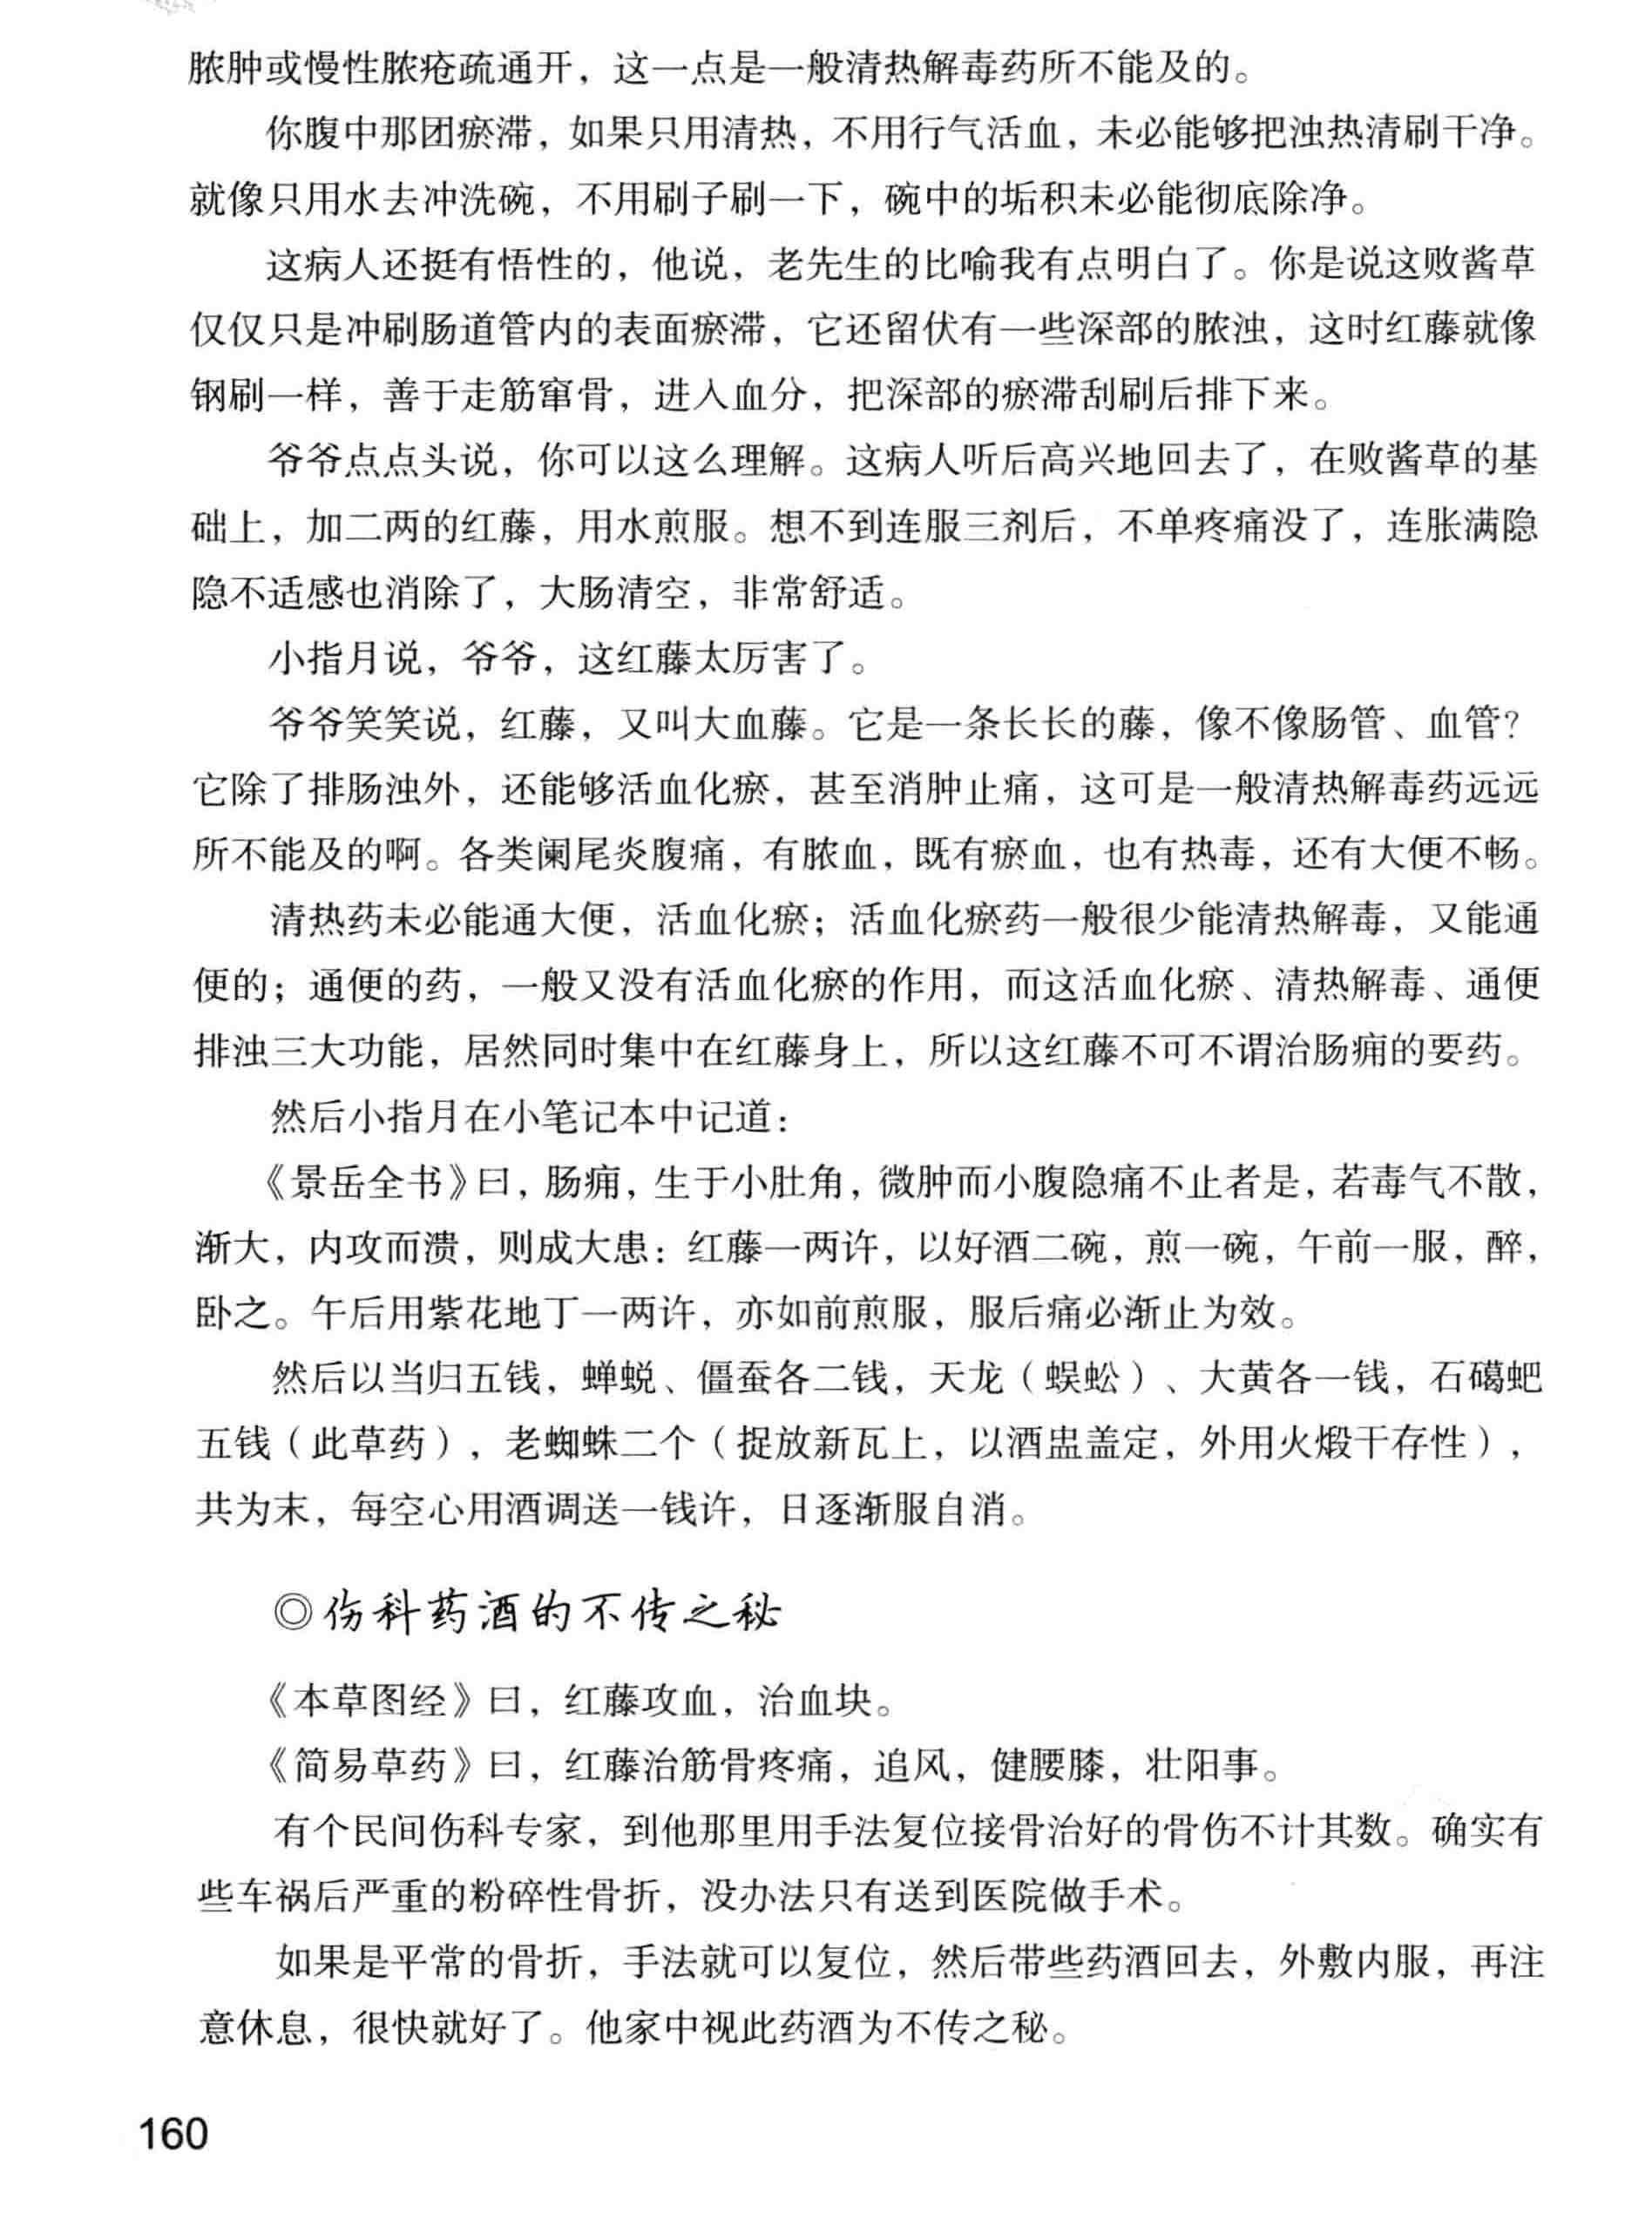 脓肿或慢性脓疮疏通开，这一点是一般清热解毒药所不能及的。
你腹中那团瘀滞，如果只用清热，不用行气活血，未必能够把浊热清刷干净。
就像只用水去冲洗碗，不用刷子刷一下，碗中的垢积未必能彻底除净。
这病人还挺有悟性的，他说，老先生的比喻我有点明白了。你是说这败酱草
仅仅只是冲刷肠道管内的表面瘀滞，它还留伏有一些深部的脓浊，这时红藤就像
钢刷一样，善于走筋窜骨，进入血分，把深部的瘀滞刮刷后排下来。
爷爷点点头说，你可以这么理解。这病人听后高兴地回去了，在败酱草的基
础上，加二两的红藤，用水煎服。想不到连服三剂后，不单疼痛没了，连胀满隐
隐不适感也消除了，大肠清空，非常舒适。
小指月说，爷爷，这红藤太厉害了。
爷爷笑笑说，红藤，又叫大血藤。它是一条长长的藤，像不像肠管、血管？
它除了排肠浊外，还能够活血化瘀，甚至消肿止痛，这可是一般清热解毒药远远
所不能及的啊。各类阑尾炎腹痛，有脓血，既有瘀血，也有热毒，还有大便不畅。
清热药未必能通大便，活血化瘀；活血化瘀药一般很少能清热解毒，又能通
便的；通便的药，一般又没有活血化瘀的作用，而这活血化瘀、清热解毒、通便
排浊三大功能，居然同时集中在红藤身上，所以这红藤不可不谓治肠痈的要药。
然后小指月在小笔记本中记道：
《景岳全书》曰，肠痈，生于小肚角，微肿而小腹隐痛不止者是，若毒气不散，
渐大，内攻而溃，则成大患：红藤一两许，以好酒二碗，煎一碗，午前一服，醉，
卧之。午后用紫花地丁一两许，亦如前煎服，服后痛必渐止为效。
然后以当归五钱，蝉蜕、僵蚕各二钱，天龙（蜈蚣）、大黄各一钱，石礍蚆
五钱（此草药），老蜘蛛二个（捉放新瓦上，以酒盅盖定，外用火煅干存性），
共为末，每空心用酒调送一钱许，日逐渐服自消。
◎伤科药酒的不传之秘
《本草图经》曰，红藤攻血，治血块。
《简易草药》曰，红藤治筋骨疼痛，追风，健腰膝，壮阳事。
有个民间伤科专家，到他那里用手法复位接骨治好的骨伤不计其数。确实有
些车祸后严重的粉碎性骨折，没办法只有送到医院做手术。
如果是平常的骨折，手法就可以复位，然后带些药酒回去，外敷内服，再注
意休息，很快就好了。他家中视此药酒为不传之秘。
160